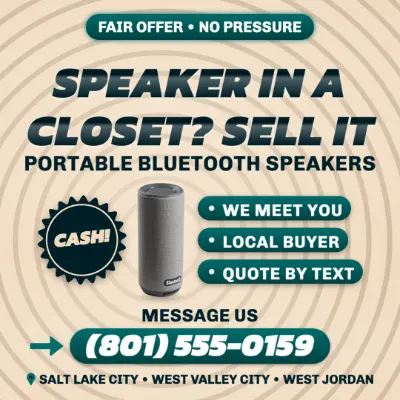 FAIR OFFER • NO PRESSURE
SPEAKER IN A
CLOSET? SELL IT
PORTABLE BLUETOOTH SPEAKERS
CASH!
• WE MEET YOU
• LOCAL BUYER
• QUOTE BY TEXT
MESSAGE US
(801) 555-0159
SALT LAKE CITY • WEST VALLEY CITY • WEST JORDAN